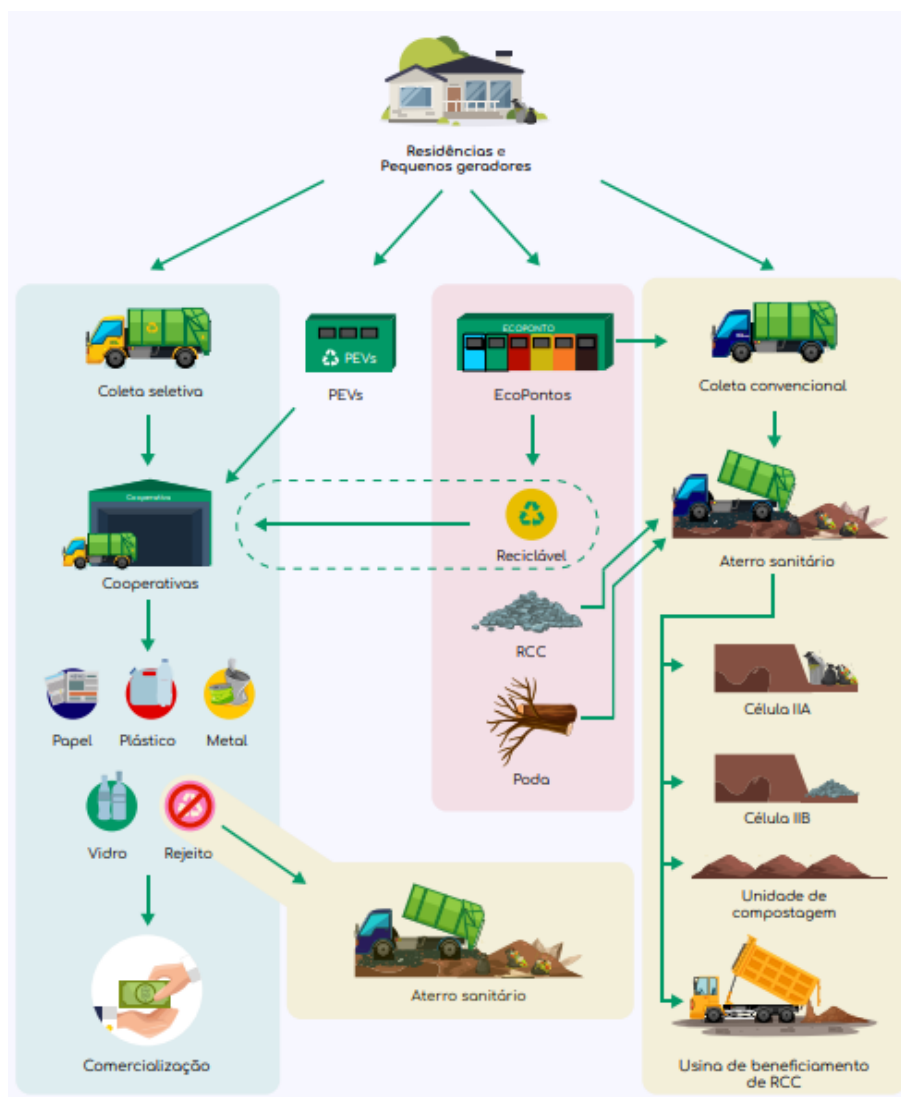 Residências e
Pequenos geradores
ECOPONTO
PEVs
Coleta seletiva
PEVs
EcoPontos
Coleta convencional
Cooperativa
Reciclável
Cooperativas
Aterro sanitário
RCC
Papel
Plástico
Metal
Célula IIA
Poda
Célula IIB
Vidro
Rejeito
Unidade de
compostagem
Aterro sanitário
Comercialização
Usina de beneficiamento
de RCC